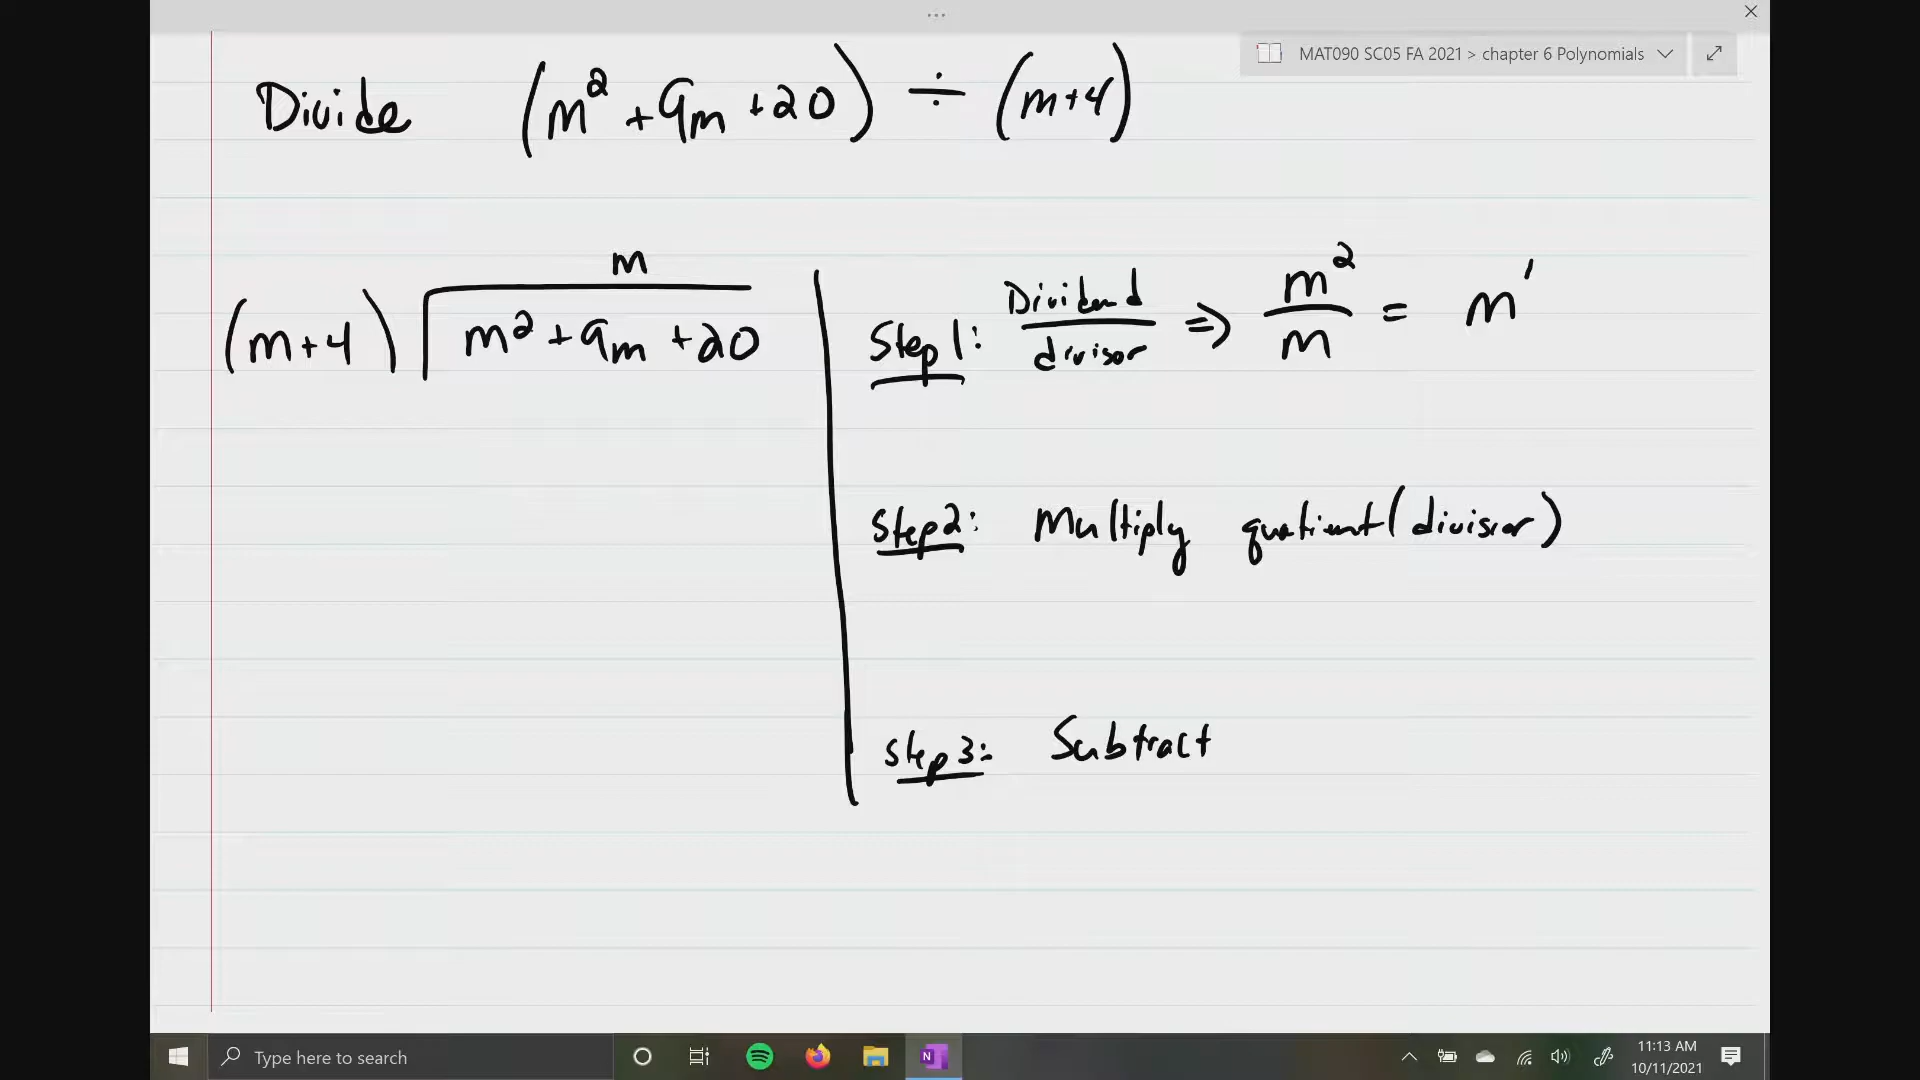 ...
MAT090 SC05 FA 2021 > chapter 6 Polynomials
Divide (m² + 9m + 20) ÷ (m+4)
m
(m+4) m² + 9m + 20
Step 1: Dividend / divisor ⇒ m² / m = m¹
Step 2: Multiply quotient (divisor)
Step 3: Subtract
Type here to search
N
11:13 AM
10/11/2021